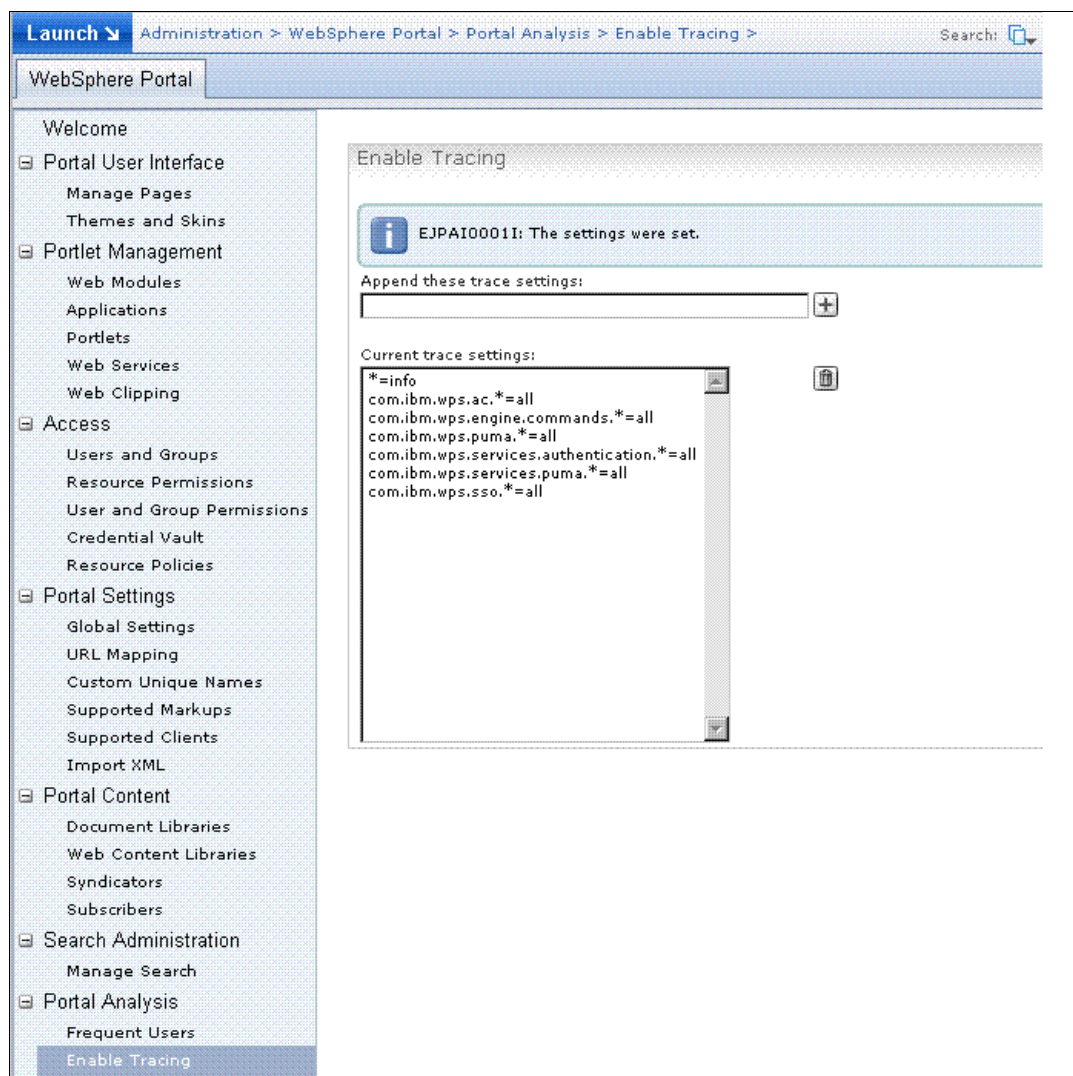 Launch Administration > WebSphere Portal > Portal Analysis > Enable Tracing > Search:
WebSphere Portal
Welcome
Portal User Interface
Manage Pages
Themes and Skins
Portlet Management
Web Modules
Applications
Portlets
Web Services
Web Clipping
Access
Users and Groups
Resource Permissions
User and Group Permissions
Credential Vault
Resource Policies
Portal Settings
Global Settings
URL Mapping
Custom Unique Names
Supported Markups
Supported Clients
Import XML
Portal Content
Document Libraries
Web Content Libraries
Syndicators
Subscribers
Search Administration
Manage Search
Portal Analysis
Frequent Users
Enable Tracing
Enable Tracing
EJPAI0001I: The settings were set.
Append these trace settings:
Current trace settings:
*=info
com.ibm.wps.ac.*=all
com.ibm.wps.engine.commands.*=all
com.ibm.wps.puma.*=all
com.ibm.wps.services.authentication.*=all
com.ibm.wps.services.puma.*=all
com.ibm.wps.sso.*=all